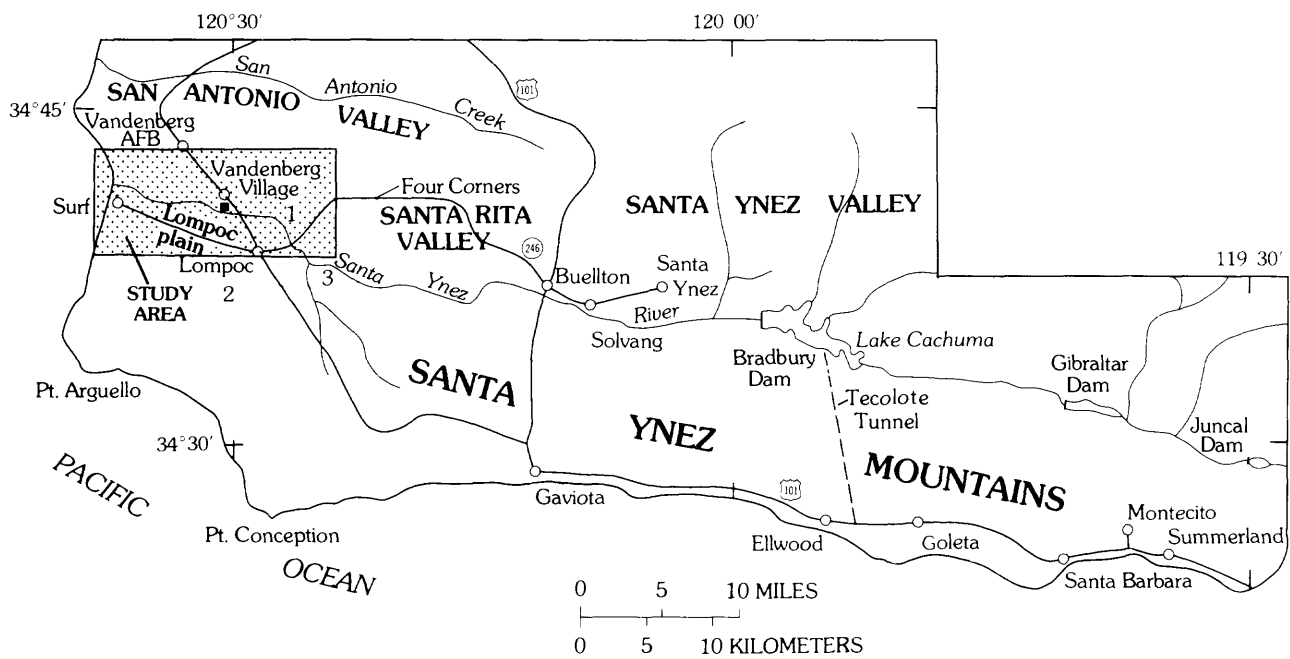 120°30'
120°00'
San Antonio Creek
101
SAN ANTONIO VALLEY
34°45'
Vandenberg
AFB
Vandenberg
Village
1
Four Corners
SANTA YNEZ VALLEY
Surf
Lompoc
plain
SANTA RITA
VALLEY
246
119°30'
Lompoc
2
3
Santa Ynez River
Buellton
Santa
Ynez
STUDY
AREA
Solvang
Bradbury
Dam
Lake Cachuma
Gibraltar
Dam
Pt. Arguello
SANTA YNEZ MOUNTAINS
Tecolote
Tunnel
Juncal
Dam
34°30'
PACIFIC OCEAN
Gaviota
101
Pt. Conception
Ellwood
Goleta
Montecito
Summerland
Santa Barbara
0 5 10 MILES
0 5 10 KILOMETERS